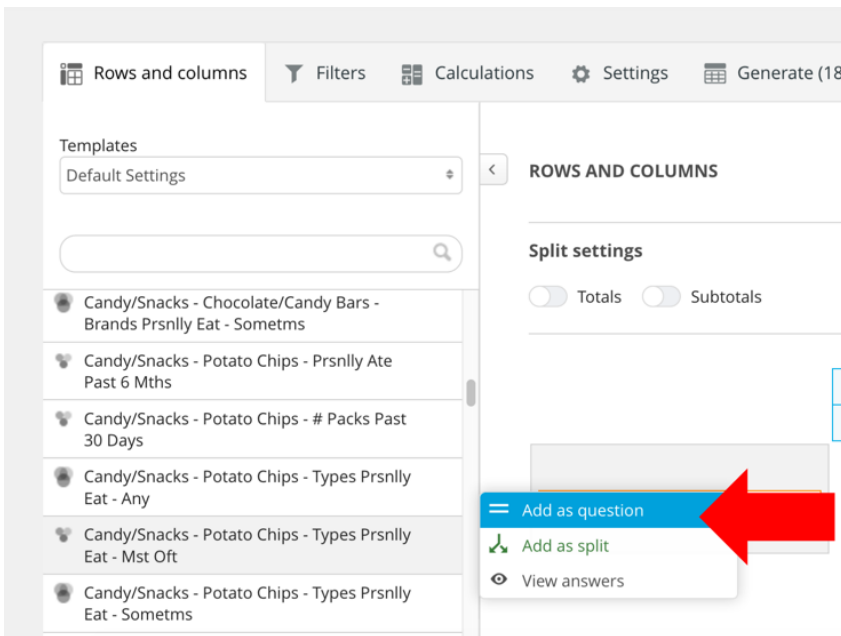 Rows and columns
Filters
Calculations
Settings
Generate (18
Templates
Default Settings
ROWS AND COLUMNS
Split settings
Totals
Subtotals
Candy/Snacks - Chocolate/Candy Bars -
Brands Prsnlly Eat - Sometms
Candy/Snacks - Potato Chips - Prsnlly Ate
Past 6 Mths
Candy/Snacks - Potato Chips - # Packs Past
30 Days
Candy/Snacks - Potato Chips - Types Prsnlly
Eat - Any
Candy/Snacks - Potato Chips - Types Prsnlly
Eat - Mst Oft
Candy/Snacks - Potato Chips - Types Prsnlly
Eat - Sometms
Add as question
Add as split
View answers